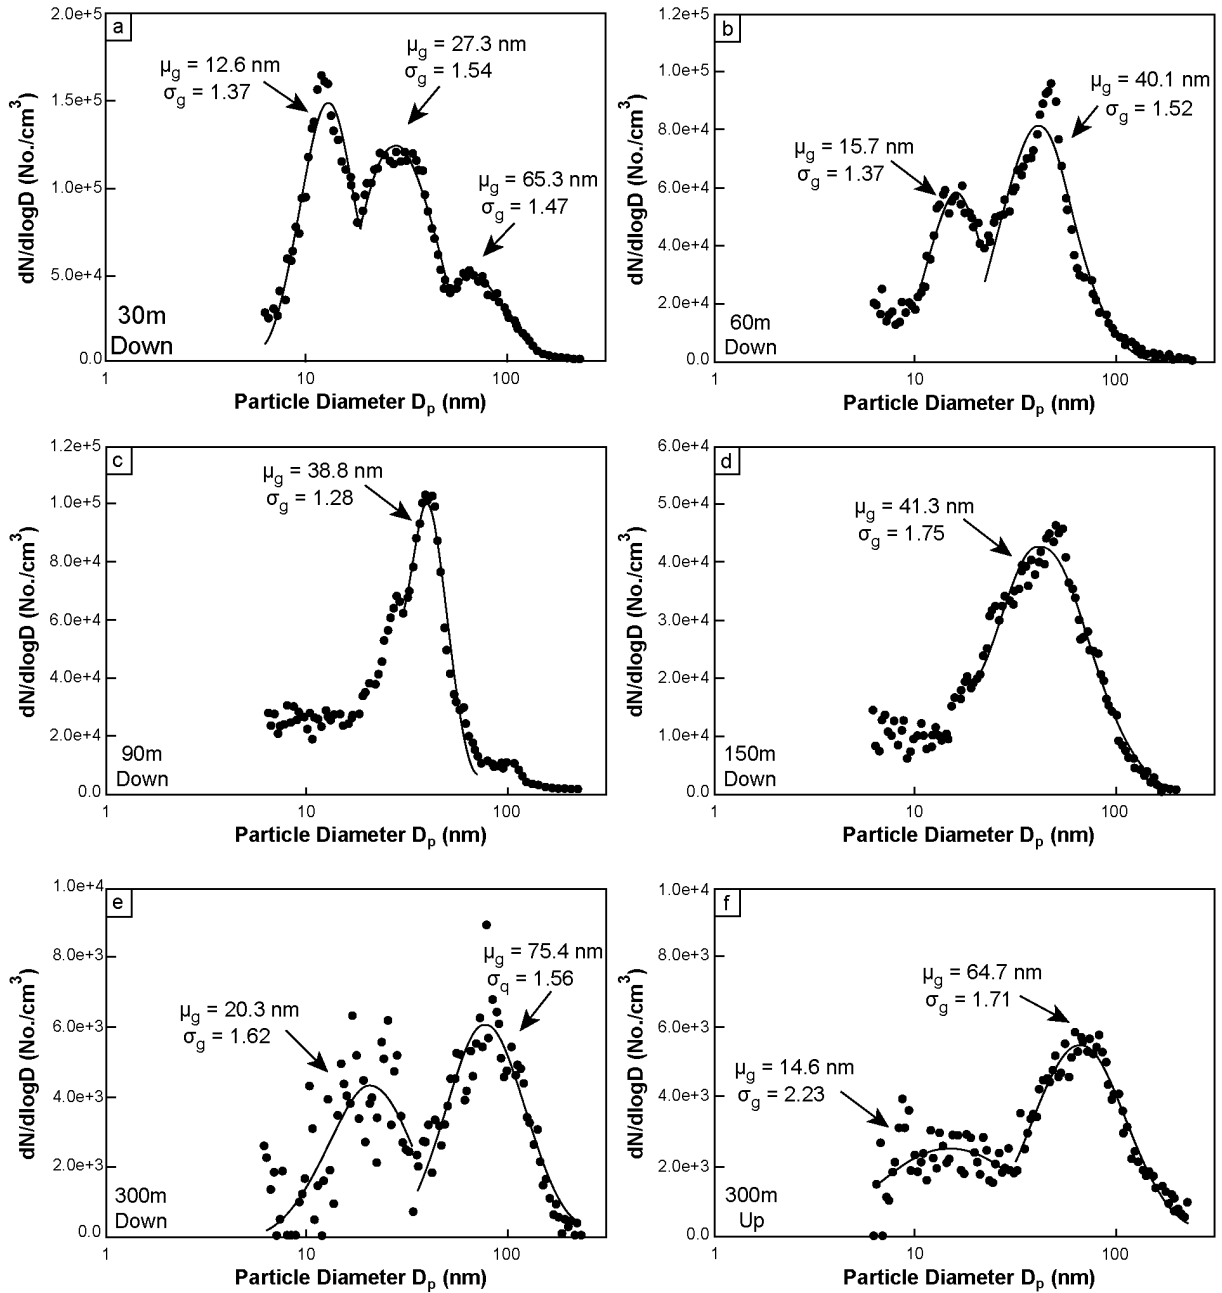 a
2.0e+5
1.5e+5
1.0e+5
5.0e+4
0.0
dN/dlogD (No./cm³)
μg = 12.6 nm
σg = 1.37
μg = 27.3 nm
σg = 1.54
μg = 65.3 nm
σg = 1.47
30m
Down
1 10 100
Particle Diameter Dp (nm)
b
1.2e+5
1.0e+5
8.0e+4
6.0e+4
4.0e+4
2.0e+4
0.0
dN/dlogD (No./cm³)
μg = 15.7 nm
σg = 1.37
μg = 40.1 nm
σg = 1.52
60m
Down
1 10 100
Particle Diameter Dp (nm)
c
1.2e+5
1.0e+5
8.0e+4
6.0e+4
4.0e+4
2.0e+4
0.0
dN/dlogD (No./cm³)
μg = 38.8 nm
σg = 1.28
90m
Down
1 10 100
Particle Diameter Dp (nm)
d
6.0e+4
5.0e+4
4.0e+4
3.0e+4
2.0e+4
1.0e+4
0.0
dN/dlogD (No./cm³)
μg = 41.3 nm
σg = 1.75
150m
Down
1 10 100
Particle Diameter Dp (nm)
e
1.0e+4
8.0e+3
6.0e+3
4.0e+3
2.0e+3
0.0
dN/dlogD (No./cm³)
μg = 20.3 nm
σg = 1.62
μg = 75.4 nm
σq = 1.56
300m
Down
1 10 100
Particle Diameter Dp (nm)
f
1.0e+4
8.0e+3
6.0e+3
4.0e+3
2.0e+3
0.0
dN/dlogD (No./cm³)
μg = 14.6 nm
σg = 2.23
μg = 64.7 nm
σg = 1.71
300m
Up
1 10 100
Particle Diameter Dp (nm)